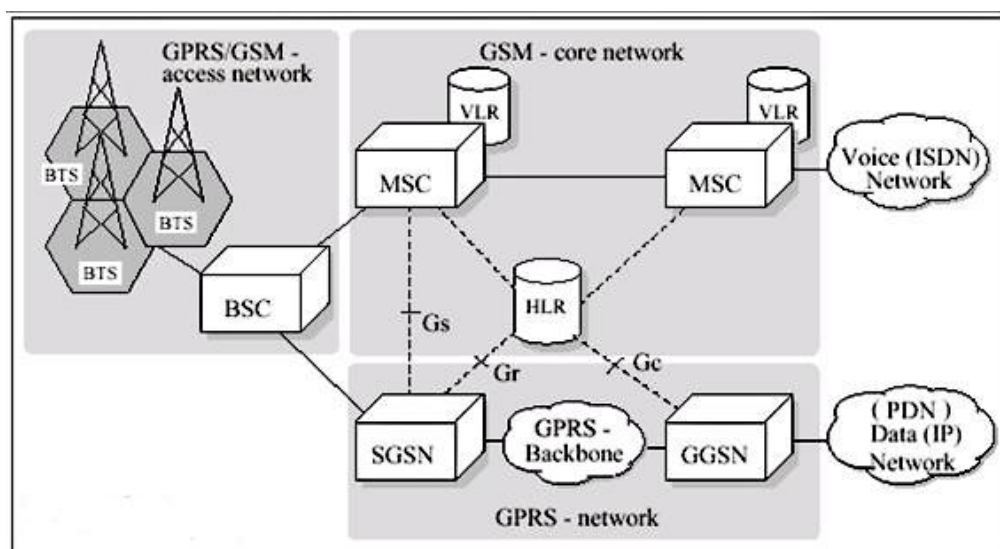 GPRS/GSM -
access network
GSM - core network
VLR
VLR
BTS
BTS
BTS
MSC
MSC
Voice (ISDN)
Network
BSC
HLR
Gs
Gr
Gc
SGSN
GPRS -
Backbone
GGSN
( PDN )
Data (IP)
Network
GPRS - network